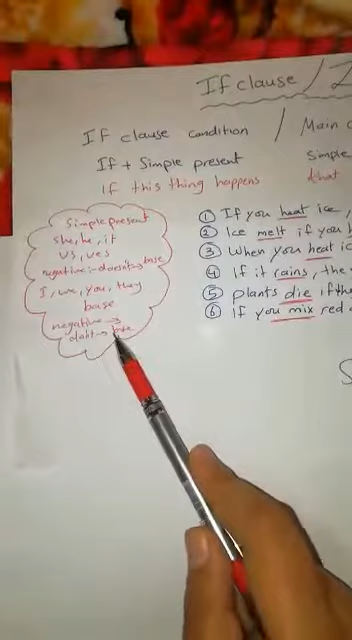 If clause /
If clause condition / Main c
If + Simple present Simple
If this thing happens that
Simple present
she, he, it
negative :- doesn't → base
I, we, you, they
base
negative →
don't → base
① If you heat ice,
② Ice melt if you h
③ When you heat ic
④ If it rains, the
⑤ plants die if the
⑥ If you mix red
S